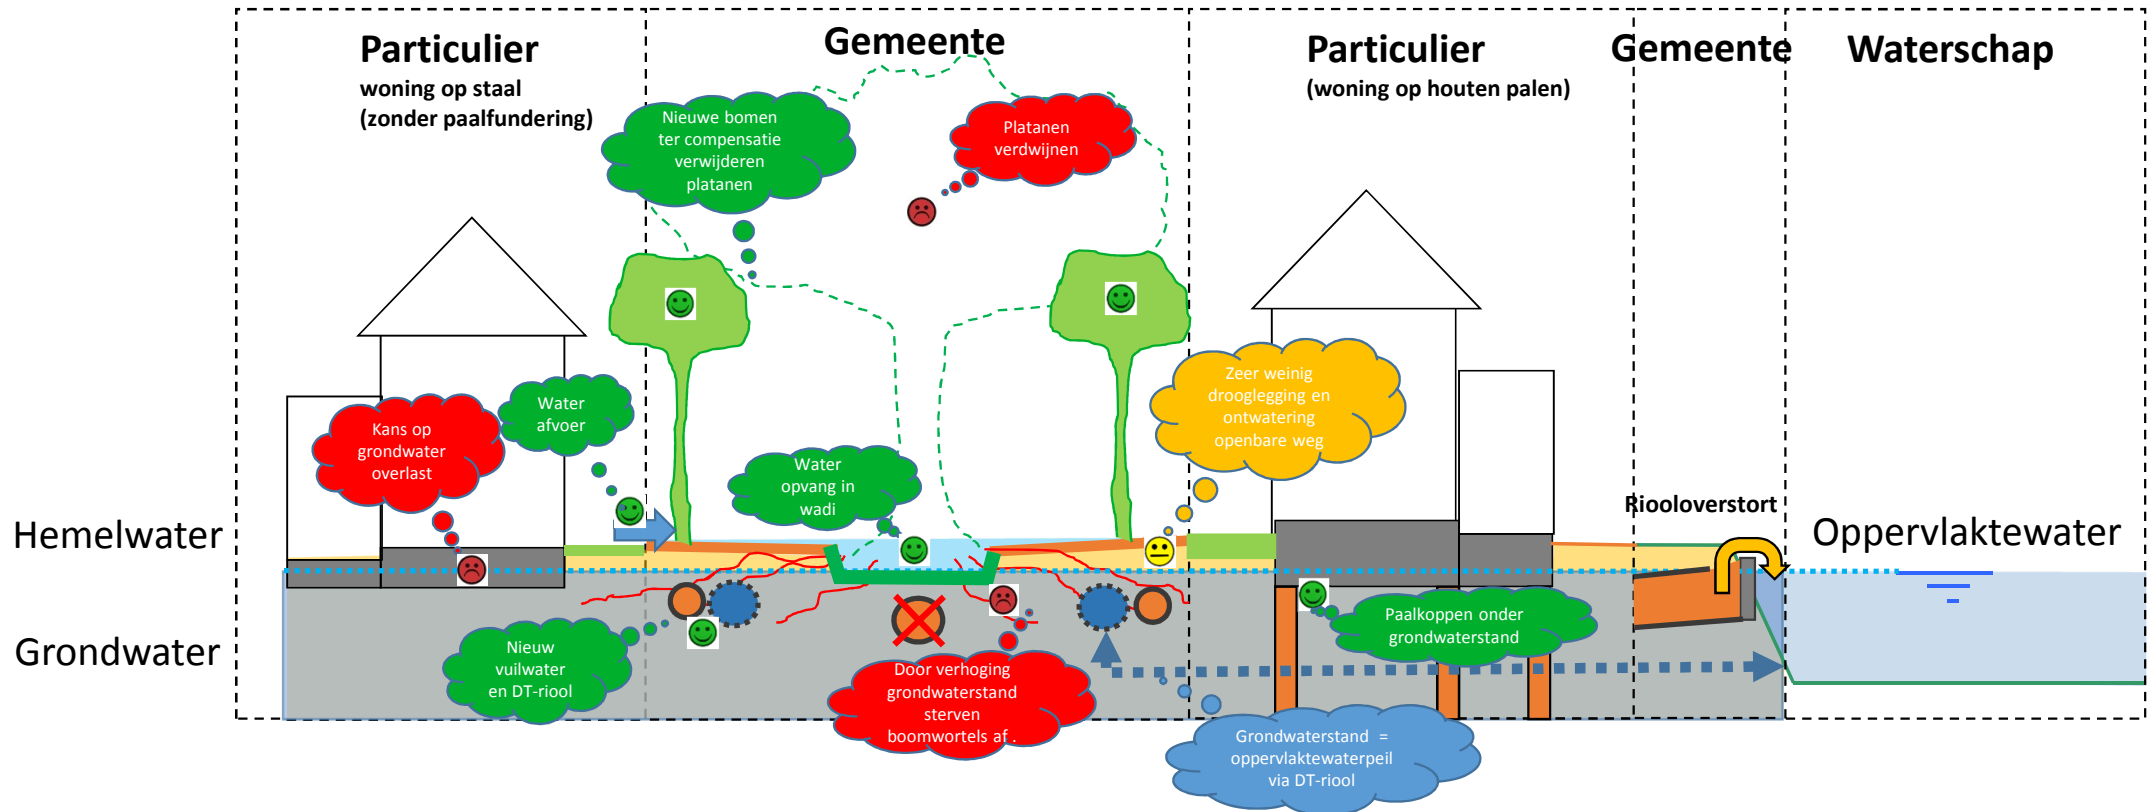 Particulier
woning op staal
(zonder paalfundering)
Gemeente
Particulier
(woning op houten palen)
Gemeente
Waterschap
Nieuwe bomen
ter compensatie
verwijderen
platanen
Platanen
verdwijnen
Kans op
grondwater
overlast
Water
afvoer
Water
opvang in
wadi
Zeer weinig
drooglegging en
ontwatering
openbare weg
Riooloverstort
Hemelwater
Oppervlaktewater
Grondwater
Nieuw
vuilwater
en DT-riool
Door verhoging
grondwaterstand
sterven
boomwortels af .
Paalkoppen onder
grondwaterstand
Grondwaterstand =
oppervlaktewaterpeil
via DT-riool